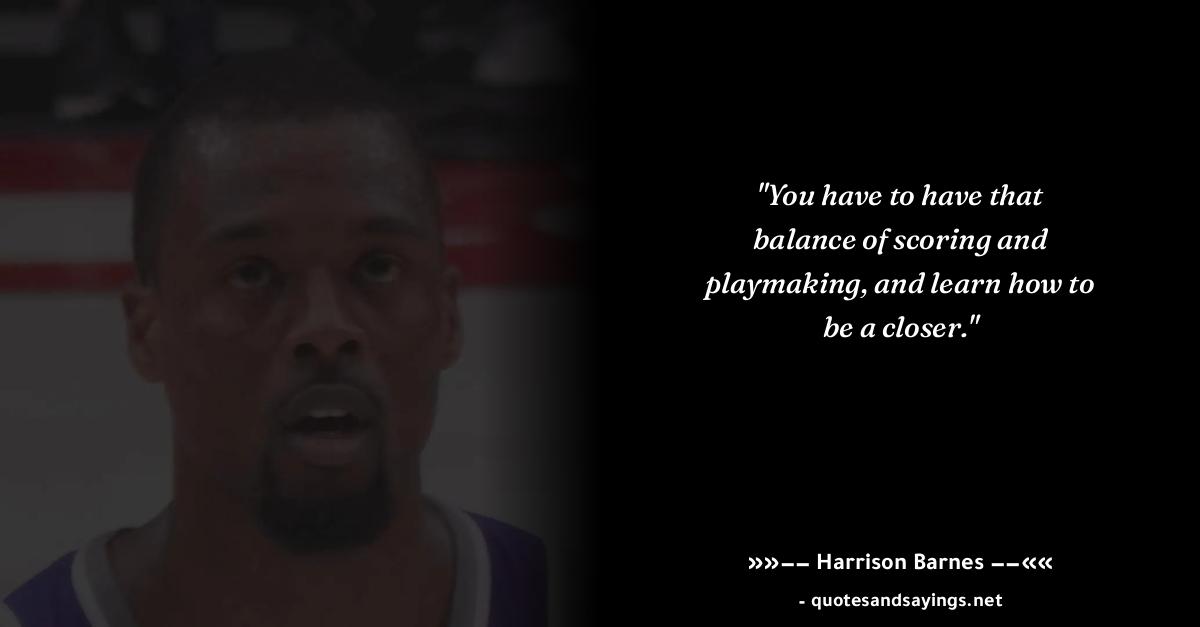 "You have to have that
balance of scoring and
playmaking, and learn how to
be a closer."
»»–– Harrison Barnes ––««
- quotesandsayings.net